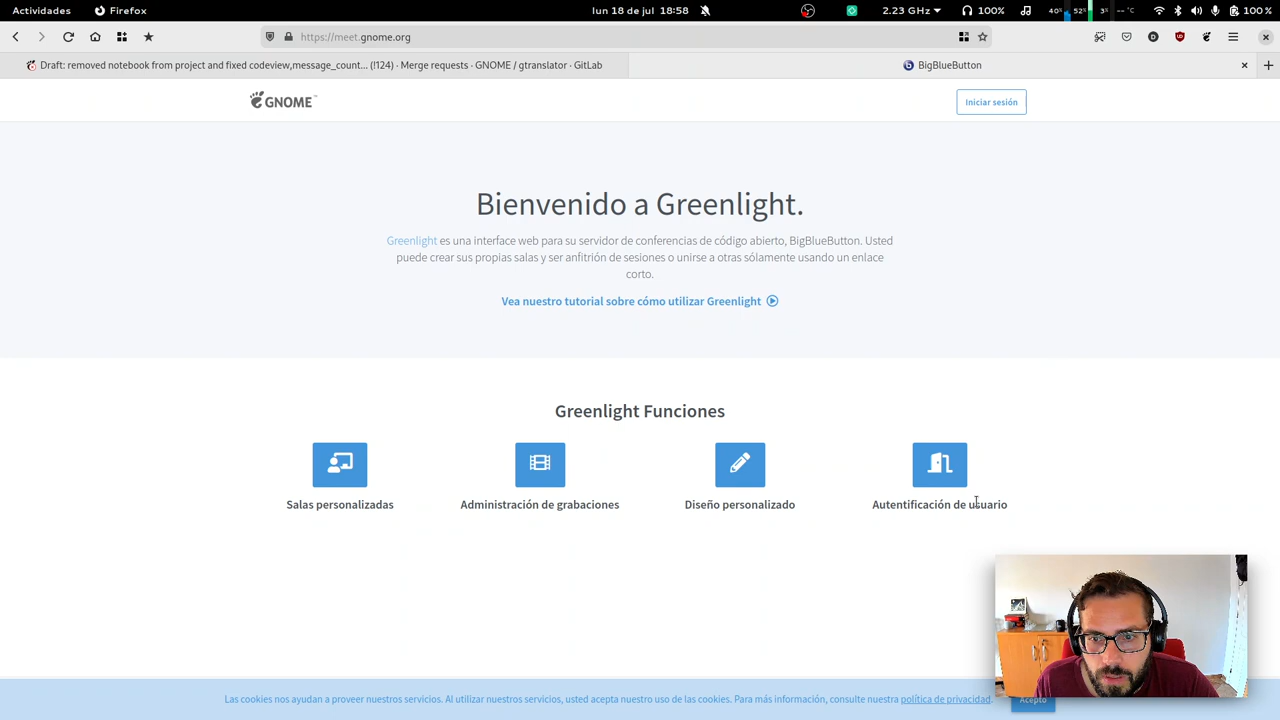 Actividades
Firefox
lun 18 de jul 18:58
2.23 GHz
100%
40%
52%
3%
-- °C
100 %
https://meet.gnome.org
Draft: removed notebook from project and fixed codeview,message_count... (!124) · Merge requests · GNOME / gtranslator · GitLab
BigBlueButton
GNOME™
Iniciar sesión
Bienvenido a Greenlight.
Greenlight es una interface web para su servidor de conferencias de código abierto, BigBlueButton. Usted
puede crear sus propias salas y ser anfitrión de sesiones o unirse a otras sólamente usando un enlace
corto.
Vea nuestro tutorial sobre cómo utilizar Greenlight
Greenlight Funciones
Salas personalizadas
Administración de grabaciones
Diseño personalizado
Autentificación de usuario
Las cookies nos ayudan a proveer nuestros servicios. Al utilizar nuestros servicios, usted acepta nuestro uso de las cookies. Para más información, consulte nuestra política de privacidad.
Acepto